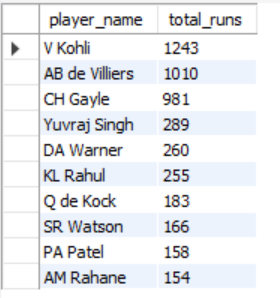 player_name total_runs
V Kohli 1243
AB de Villiers 1010
CH Gayle 981
Yuvraj Singh 289
DA Warner 260
KL Rahul 255
Q de Kock 183
SR Watson 166
PA Patel 158
AM Rahane 154